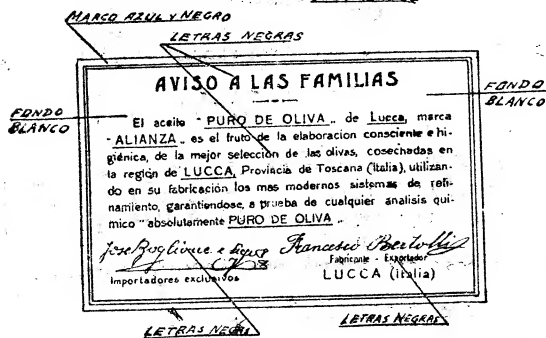 MARCO AZUL Y NEGRO
LETRAS NEGRAS
AVISO A LAS FAMILIAS
FONDO BLANCO
FONDO BLANCO
El aceite "PURO DE OLIVA" de Lucca, marca
"ALIANZA" es el fruto de la elaboracion consciente e hi-
giénica, de la mejor selección de las olivas, cosechadas en
la región de LUCCA, Provincia de Toscana (Italia), utilizan-
do en su fabricación los mas modernos sistemas de refi-
namiento, garantiendose, a prueba de cualquier analisis quí-
mico "absolutamente PURO DE OLIVA"
Jose Boglione e hijos Francesco Bertolli
Importadores exclusivos
Fabricante - Exportador
LUCCA (italia)
LETRAS NEGRAS
LETRAS NEGRAS